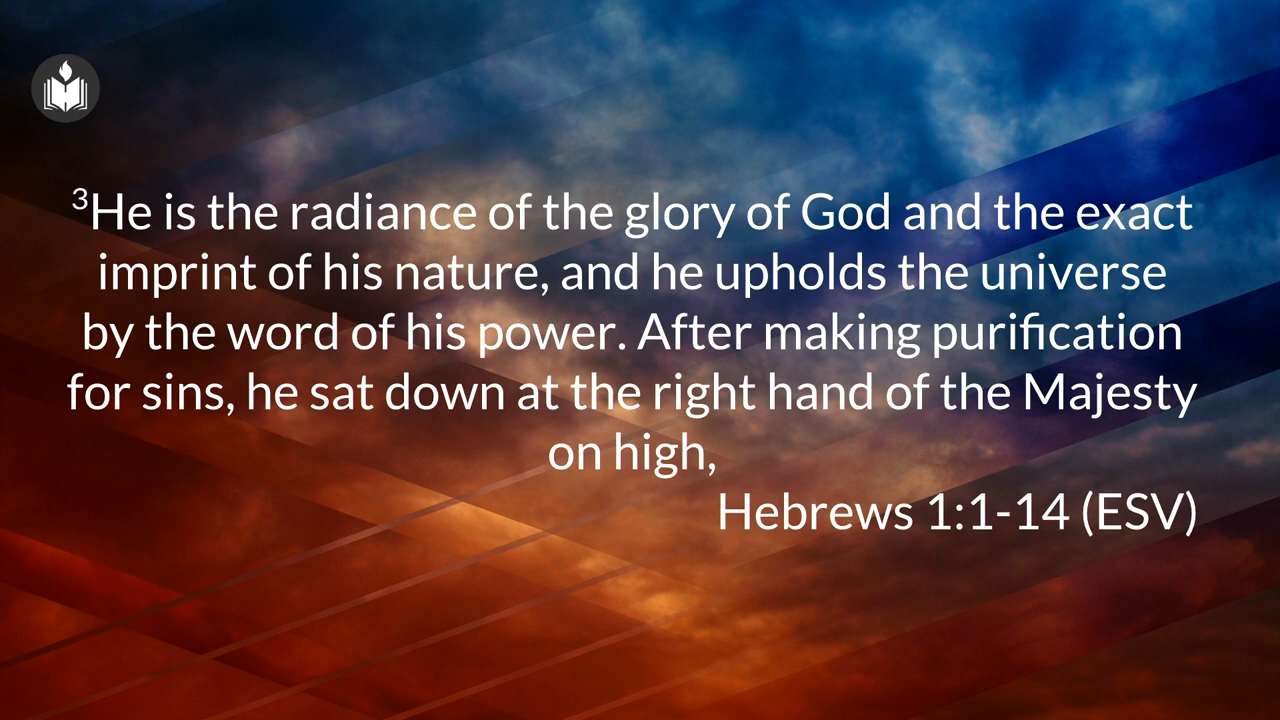 ³He is the radiance of the glory of God and the exact
imprint of his nature, and he upholds the universe
by the word of his power. After making purification
for sins, he sat down at the right hand of the Majesty
on high,
Hebrews 1:1-14 (ESV)